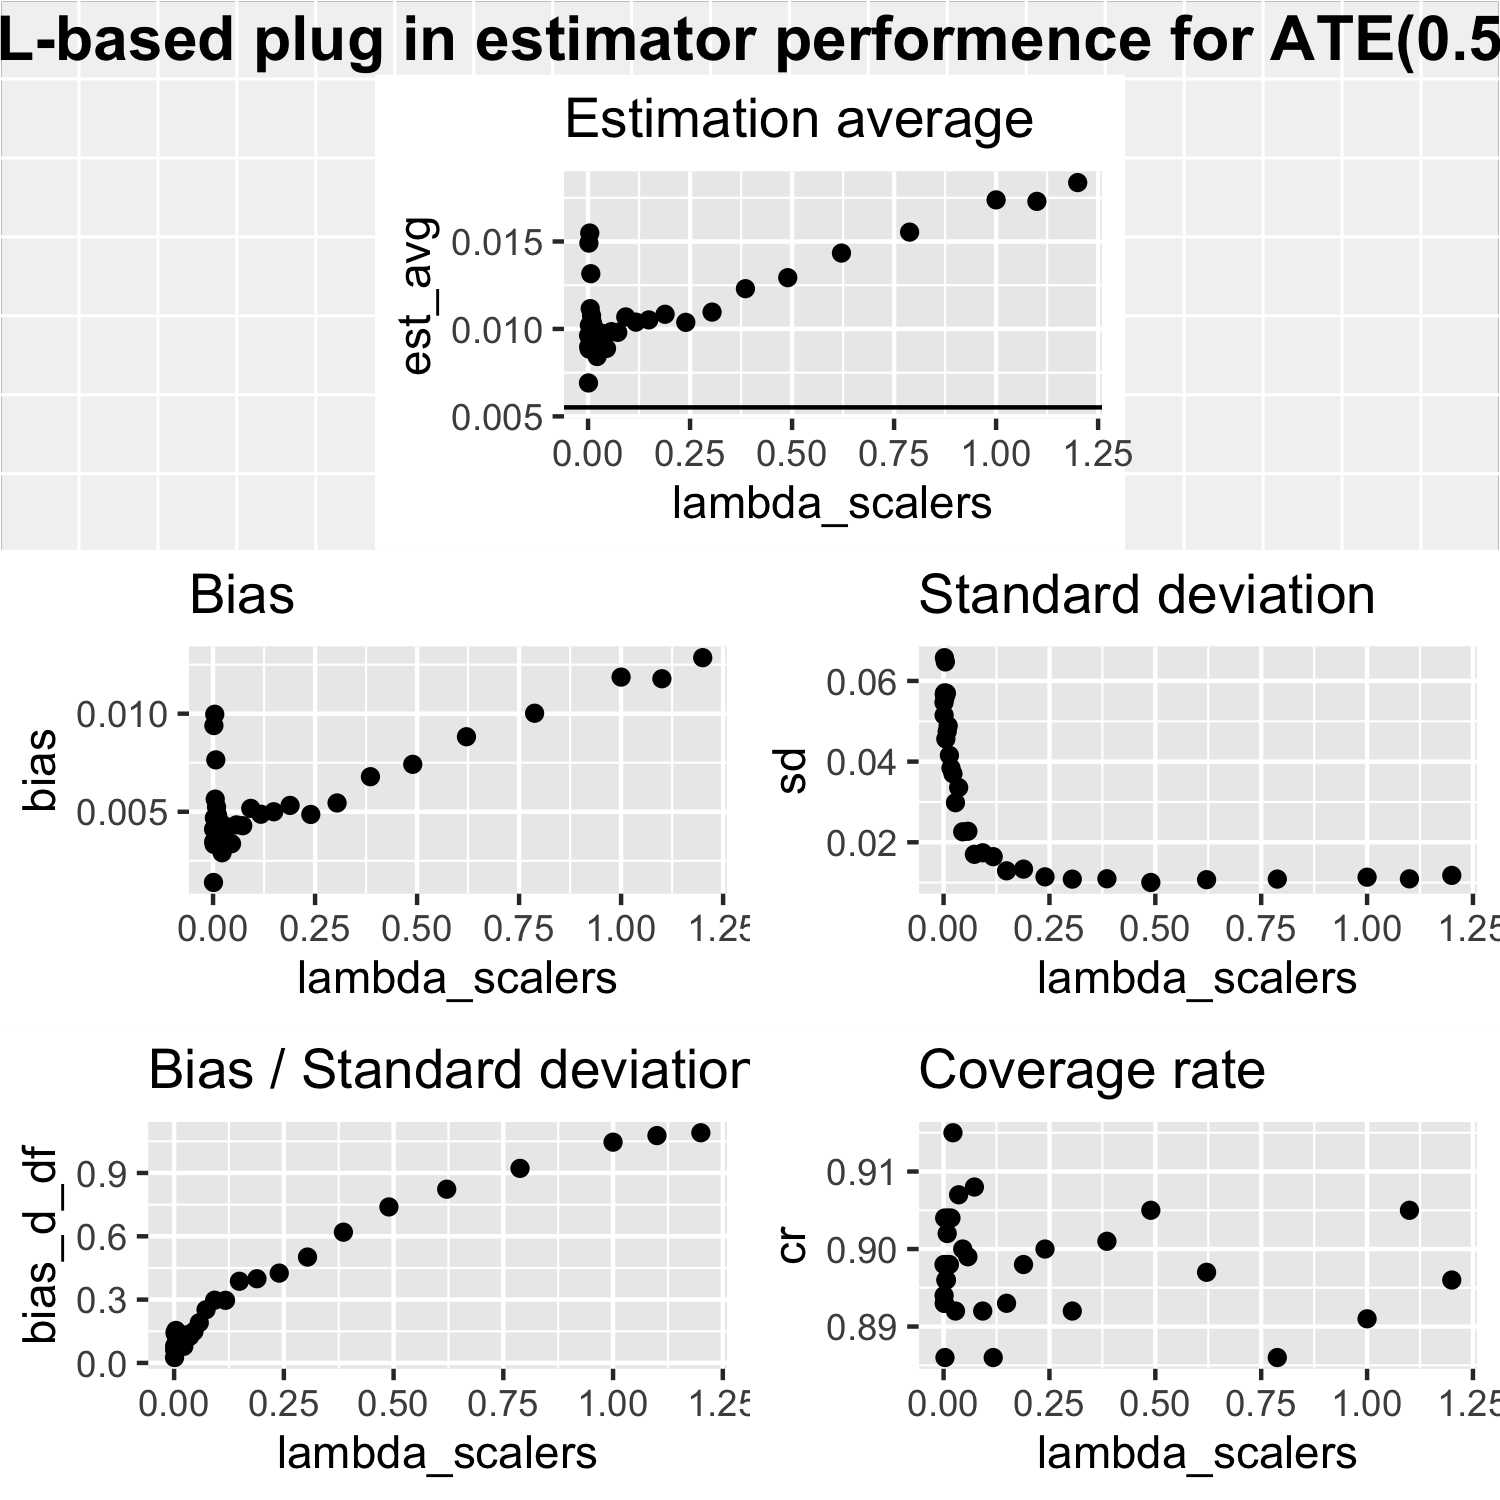 L-based plug in estimator performence for ATE(0.5
Estimation average
est_avg
0.015
0.010
0.005
0.00 0.25 0.50 0.75 1.00 1.25
lambda_scalers
Bias
bias
0.010
0.005
0.00 0.25 0.50 0.75 1.00 1.25
lambda_scalers
Standard deviation
sd
0.06
0.04
0.02
0.00 0.25 0.50 0.75 1.00 1.25
lambda_scalers
Bias / Standard deviation
bias_d_df
0.9
0.6
0.3
0.0
0.00 0.25 0.50 0.75 1.00 1.25
lambda_scalers
Coverage rate
cr
0.91
0.90
0.89
0.00 0.25 0.50 0.75 1.00 1.25
lambda_scalers